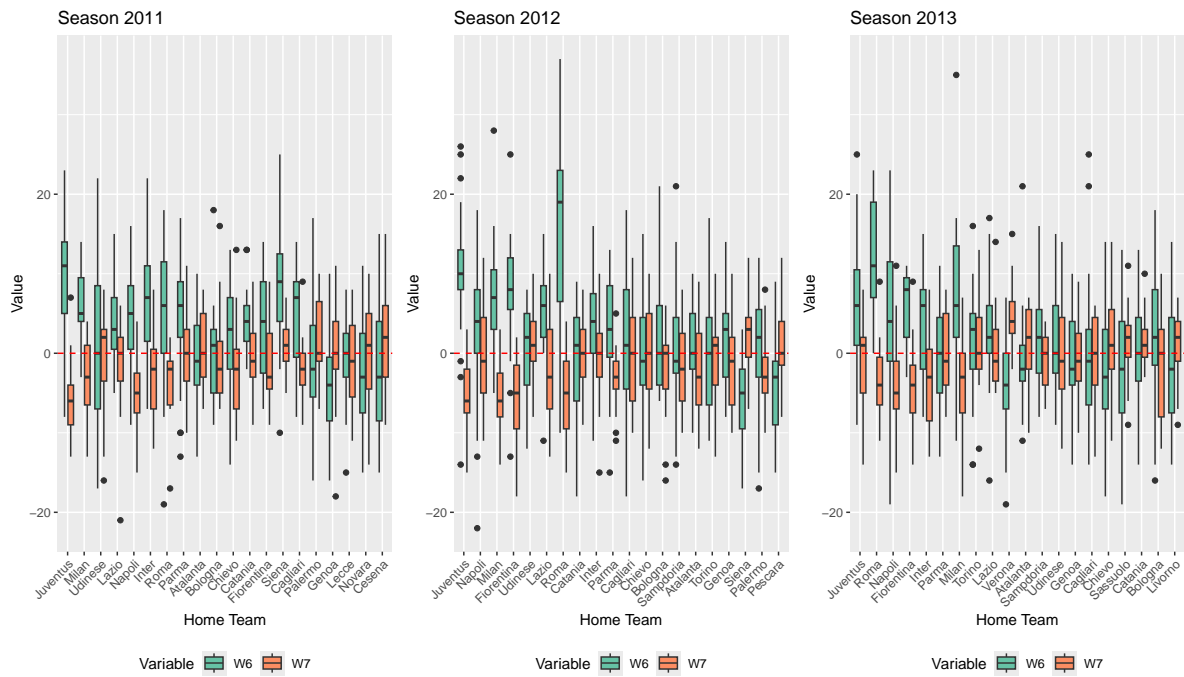 Season 2011
Value
20
0
−20
Juventus
Milan
Udinese
Lazio
Napoli
Inter
Roma
Parma
Atalanta
Bologna
Chievo
Catania
Fiorentina
Siena
Cagliari
Palermo
Genoa
Lecce
Novara
Cesena
Home Team
Variable W6 W7
Season 2012
Value
20
0
−20
Juventus
Napoli
Milan
Fiorentina
Udinese
Lazio
Roma
Catania
Inter
Parma
Cagliari
Chievo
Bologna
Sampdoria
Atalanta
Torino
Genoa
Siena
Palermo
Pescara
Home Team
Variable W6 W7
Season 2013
Value
20
0
−20
Juventus
Roma
Napoli
Fiorentina
Inter
Parma
Milan
Torino
Lazio
Verona
Atalanta
Sampdoria
Udinese
Genoa
Cagliari
Chievo
Sassuolo
Catania
Bologna
Livorno
Home Team
Variable W6 W7